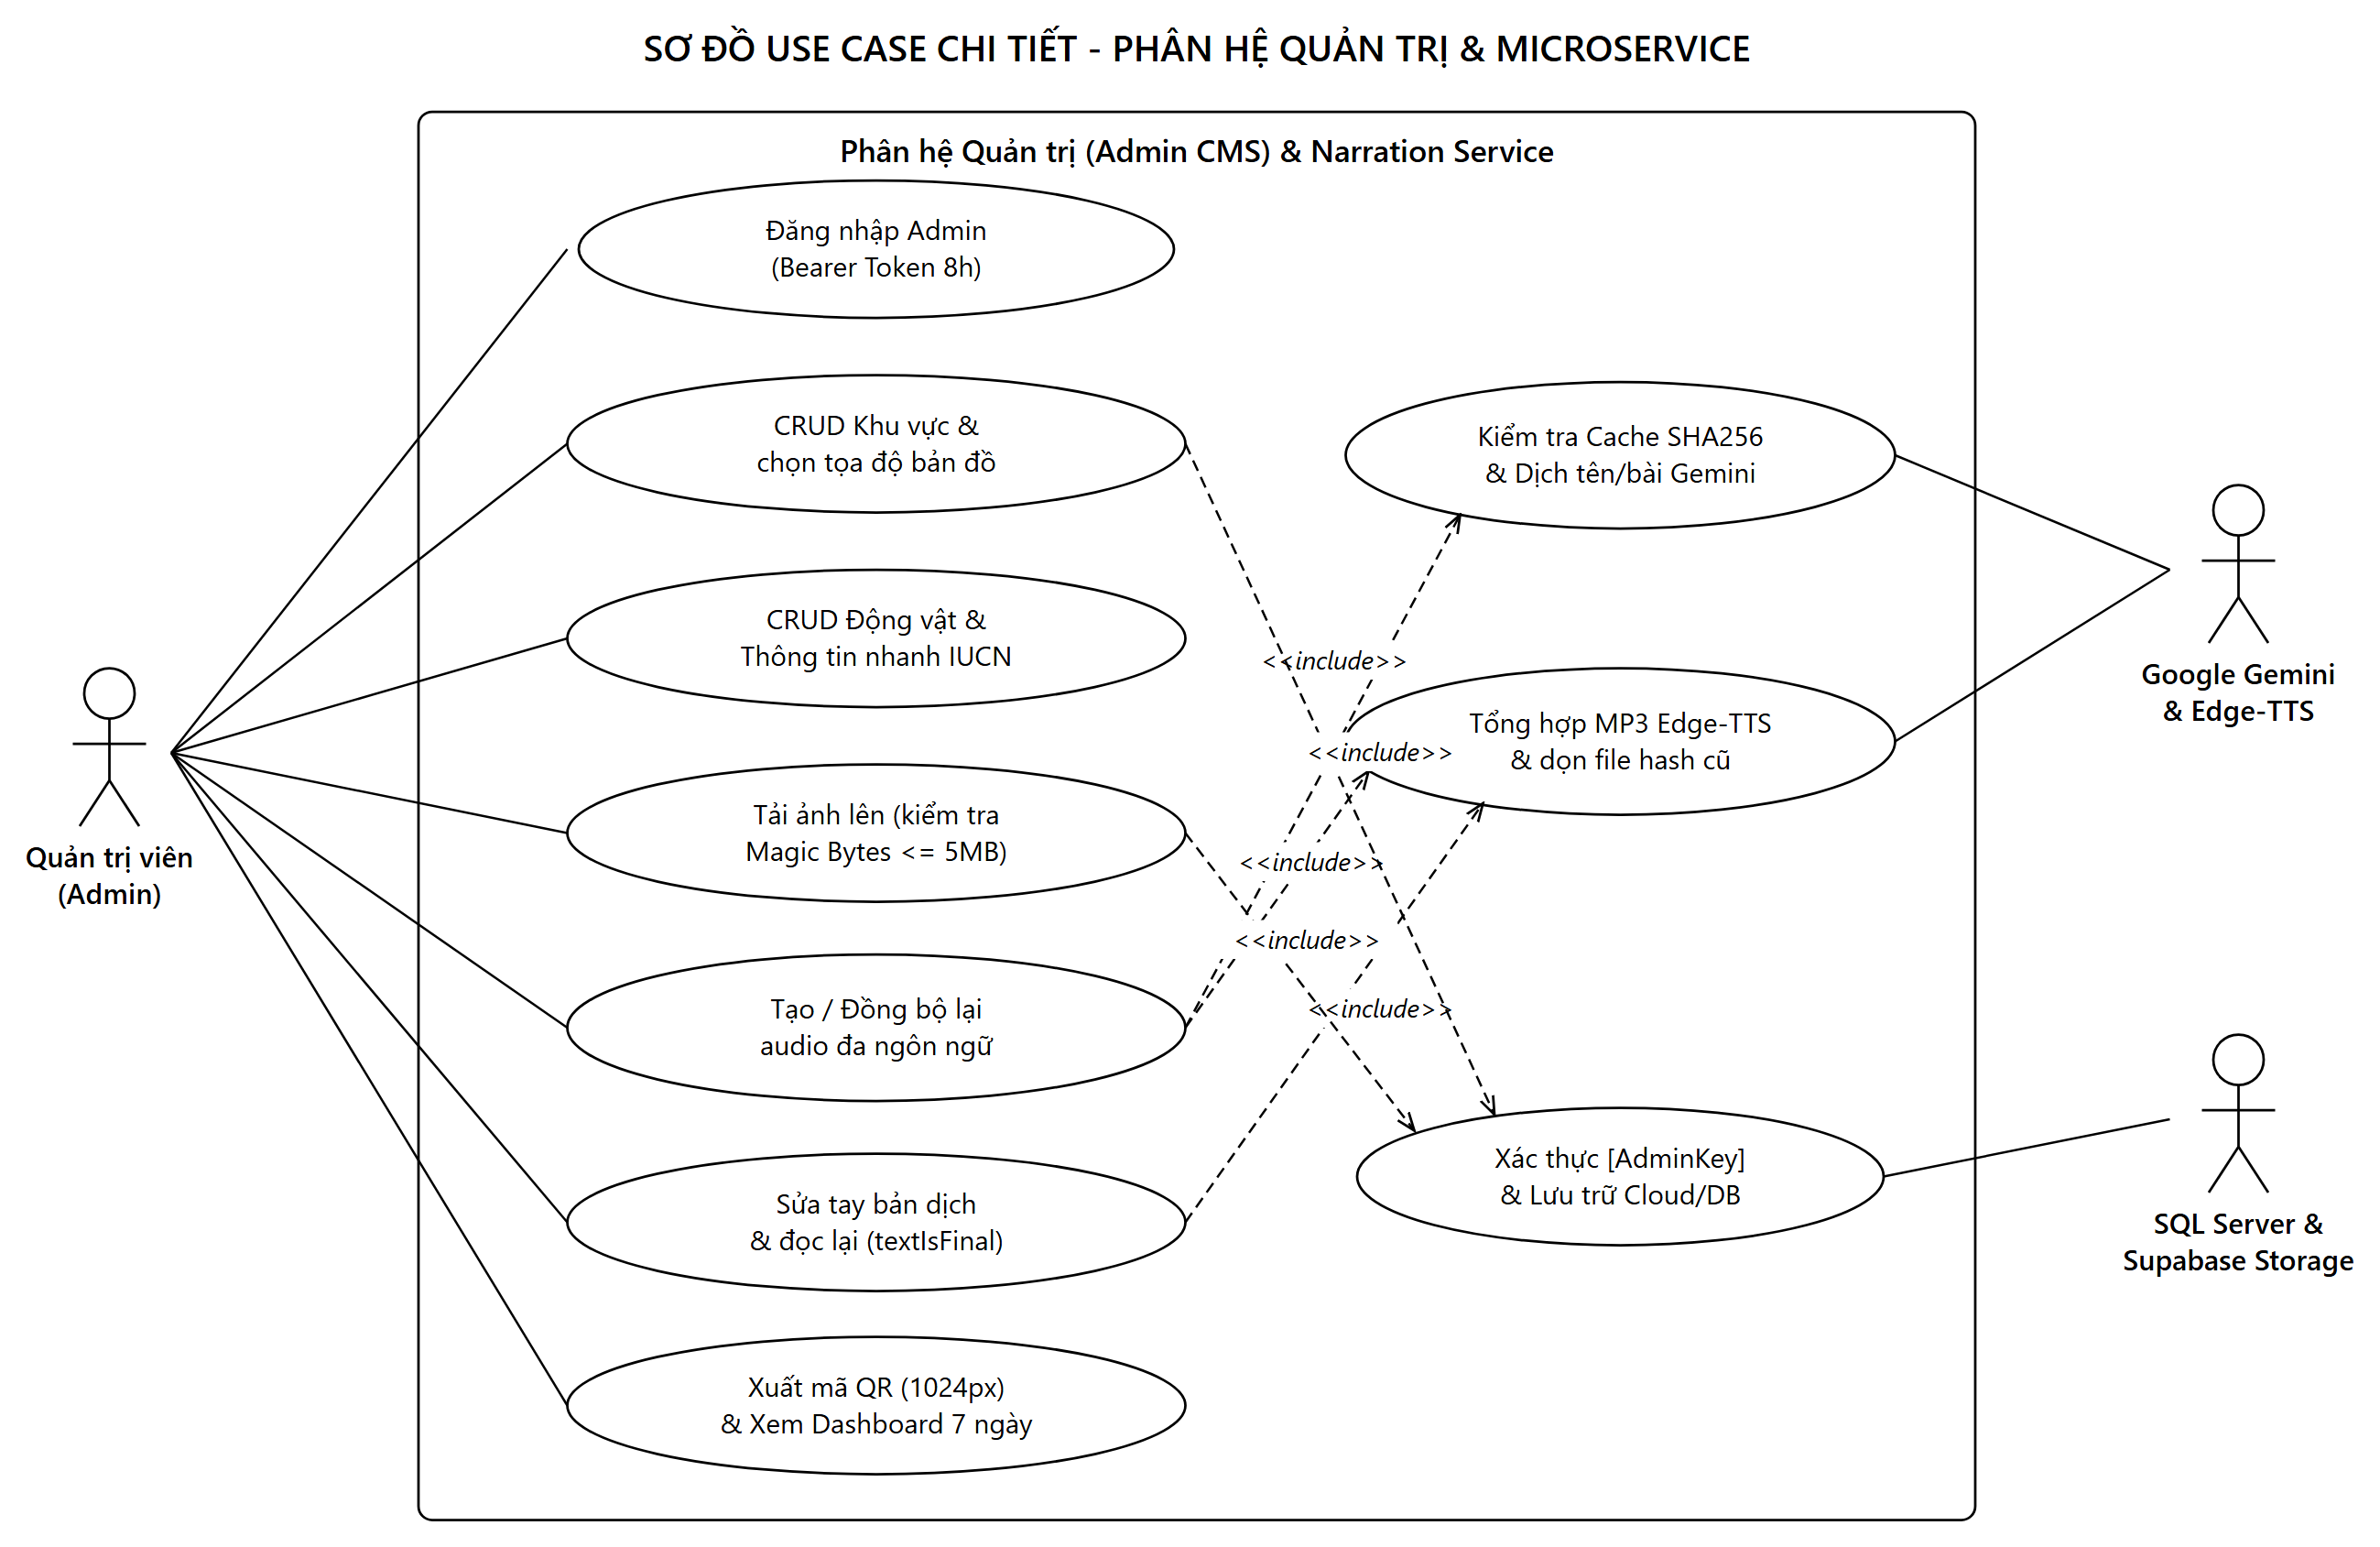 SƠ ĐỒ USE CASE CHI TIẾT - PHÂN HỆ QUẢN TRỊ & MICROSERVICE
Phân hệ Quản trị (Admin CMS) & Narration Service
Đăng nhập Admin
(Bearer Token 8h)
CRUD Khu vực &
chọn tọa độ bản đồ
CRUD Động vật &
Thông tin nhanh IUCN
Tải ảnh lên (kiểm tra
Magic Bytes <= 5MB)
Tạo / Đồng bộ lại
audio đa ngôn ngữ
Sửa tay bản dịch
& đọc lại (textIsFinal)
Xuất mã QR (1024px)
& Xem Dashboard 7 ngày
Quản trị viên
(Admin)
<<include>>
<<include>>
<<include>>
<<include>>
<<include>>
Kiểm tra Cache SHA256
& Dịch tên/bài Gemini
Tổng hợp MP3 Edge-TTS
& dọn file hash cũ
Xác thực [AdminKey]
& Lưu trữ Cloud/DB
Google Gemini
& Edge-TTS
SQL Server &
Supabase Storage